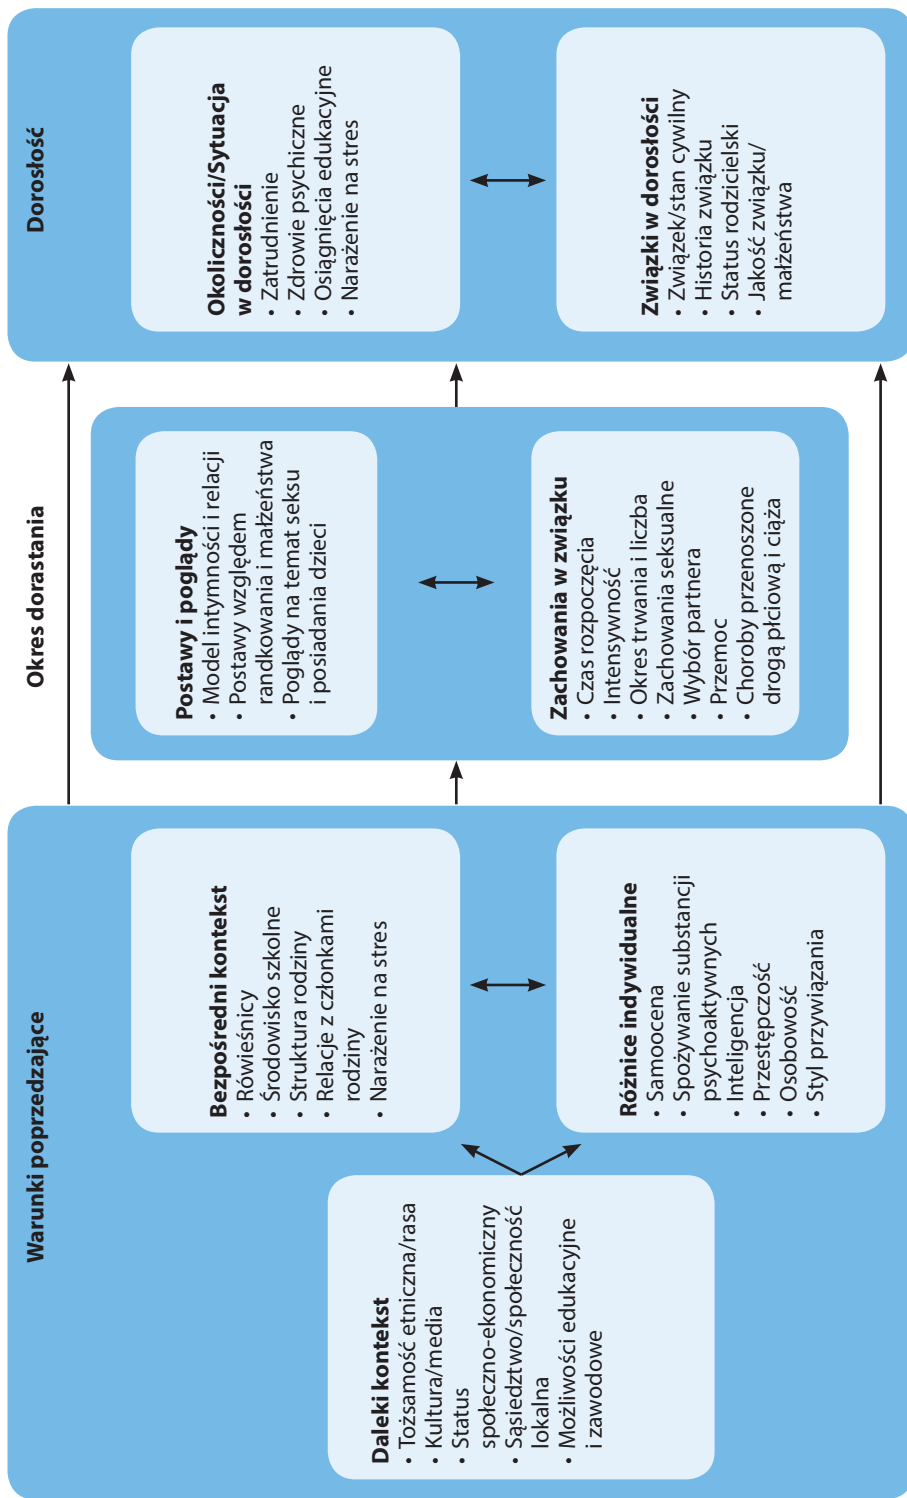 Warunki poprzedzające
Daleki kontekst
• Tożsamość etniczna/rasa
• Kultura/media
• Status
społeczno-ekonomiczny
• Sąsiedztwo/społeczność
lokalna
• Możliwości edukacyjne
i zawodowe
Bezpośredni kontekst
• Rówieśnicy
• Środowisko szkolne
• Struktura rodziny
• Relacje z członkami
rodziny
• Narażenie na stres
Różnice indywidualne
• Samoocena
• Spożywanie substancji
psychoaktywnych
• Inteligencja
• Przestępczość
• Osobowość
• Styl przywiązania
Okres dorastania
Postawy i poglądy
• Model intymności i relacji
• Postawy względem
randkowania i małżeństwa
• Poglądy na temat seksu
i posiadania dzieci
Zachowania w związku
• Czas rozpoczęcia
• Intensywność
• Okres trwania i liczba
• Zachowania seksualne
• Wybór partnera
• Przemoc
• Choroby przenoszone
drogą płciową i ciąża
Dorosłość
Okoliczności/Sytuacja
w dorosłości
• Zatrudnienie
• Zdrowie psychiczne
• Osiągnięcia edukacyjne
• Narażenie na stres
Związki w dorosłości
• Związek/stan cywilny
• Historia związku
• Status rodzicielski
• Jakość związku/
małżeństwa